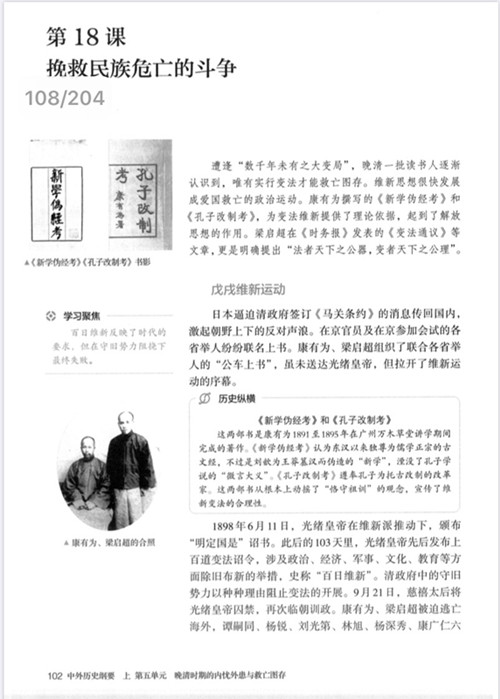 第 18 课
挽救民族危亡的斗争
108/204
新学伪经考
孔子改制考
康有为署
▲《新学伪经考》《孔子改制考》书影
遭逢“数千年未有之大变局”，晚清一批读书人逐渐
认识到，唯有实行变法才能救亡图存。维新思想很快发展
成爱国救亡的政治运动。康有为撰写的《新学伪经考》和
《孔子改制考》，为变法维新提供了理论依据，起到了解放
思想的作用。梁启超在《时务报》发表的《变法通议》等
文章，更是明确提出“法者天下之公器，变者天下之公理”。
戊戌维新运动
学习聚焦
百日维新反映了时代的
要求，但在守旧势力阻挠下
最终失败。
日本逼迫清政府签订《马关条约》的消息传回国内，
激起朝野上下的反对声浪。在京官员及在京参加会试的各
省举人纷纷联名上书。康有为、梁启超组织了联合各省举
人的“公车上书”，虽未送达光绪皇帝，但拉开了维新运
动的序幕。
历史纵横
《新学伪经考》和《孔子改制考》
这两部书是康有为1891至1895年在广州万木草堂讲学期间
完成的著作。《新学伪经考》认为东汉以来独尊为儒学正宗的古
文经，不过是刘歆为王莽篡汉而伪造的“新学”，湮没了孔子学
说的“微言大义”。《孔子改制考》遵奉孔子为托古改制的改革
家。这两部书从根本上动摇了“恪守祖训”的观念，宣传了维
新变法的合理性。
▲ 康有为、梁启超的合照
1898年6月11日，光绪皇帝在维新派推动下，颁布
“明定国是”诏书。此后的103天里，光绪皇帝先后发布上
百道变法诏令，涉及政治、经济、军事、文化、教育等方
面除旧布新的举措，史称“百日维新”。清政府中的守旧
势力以种种理由阻止变法的开展。9月21日，慈禧太后将
光绪皇帝囚禁，再次临朝训政。康有为、梁启超被迫逃亡
海外，谭嗣同、杨锐、刘光第、林旭、杨深秀、康广仁六
102 中外历史纲要 上 第五单元 晚清时期的内忧外患与救亡图存